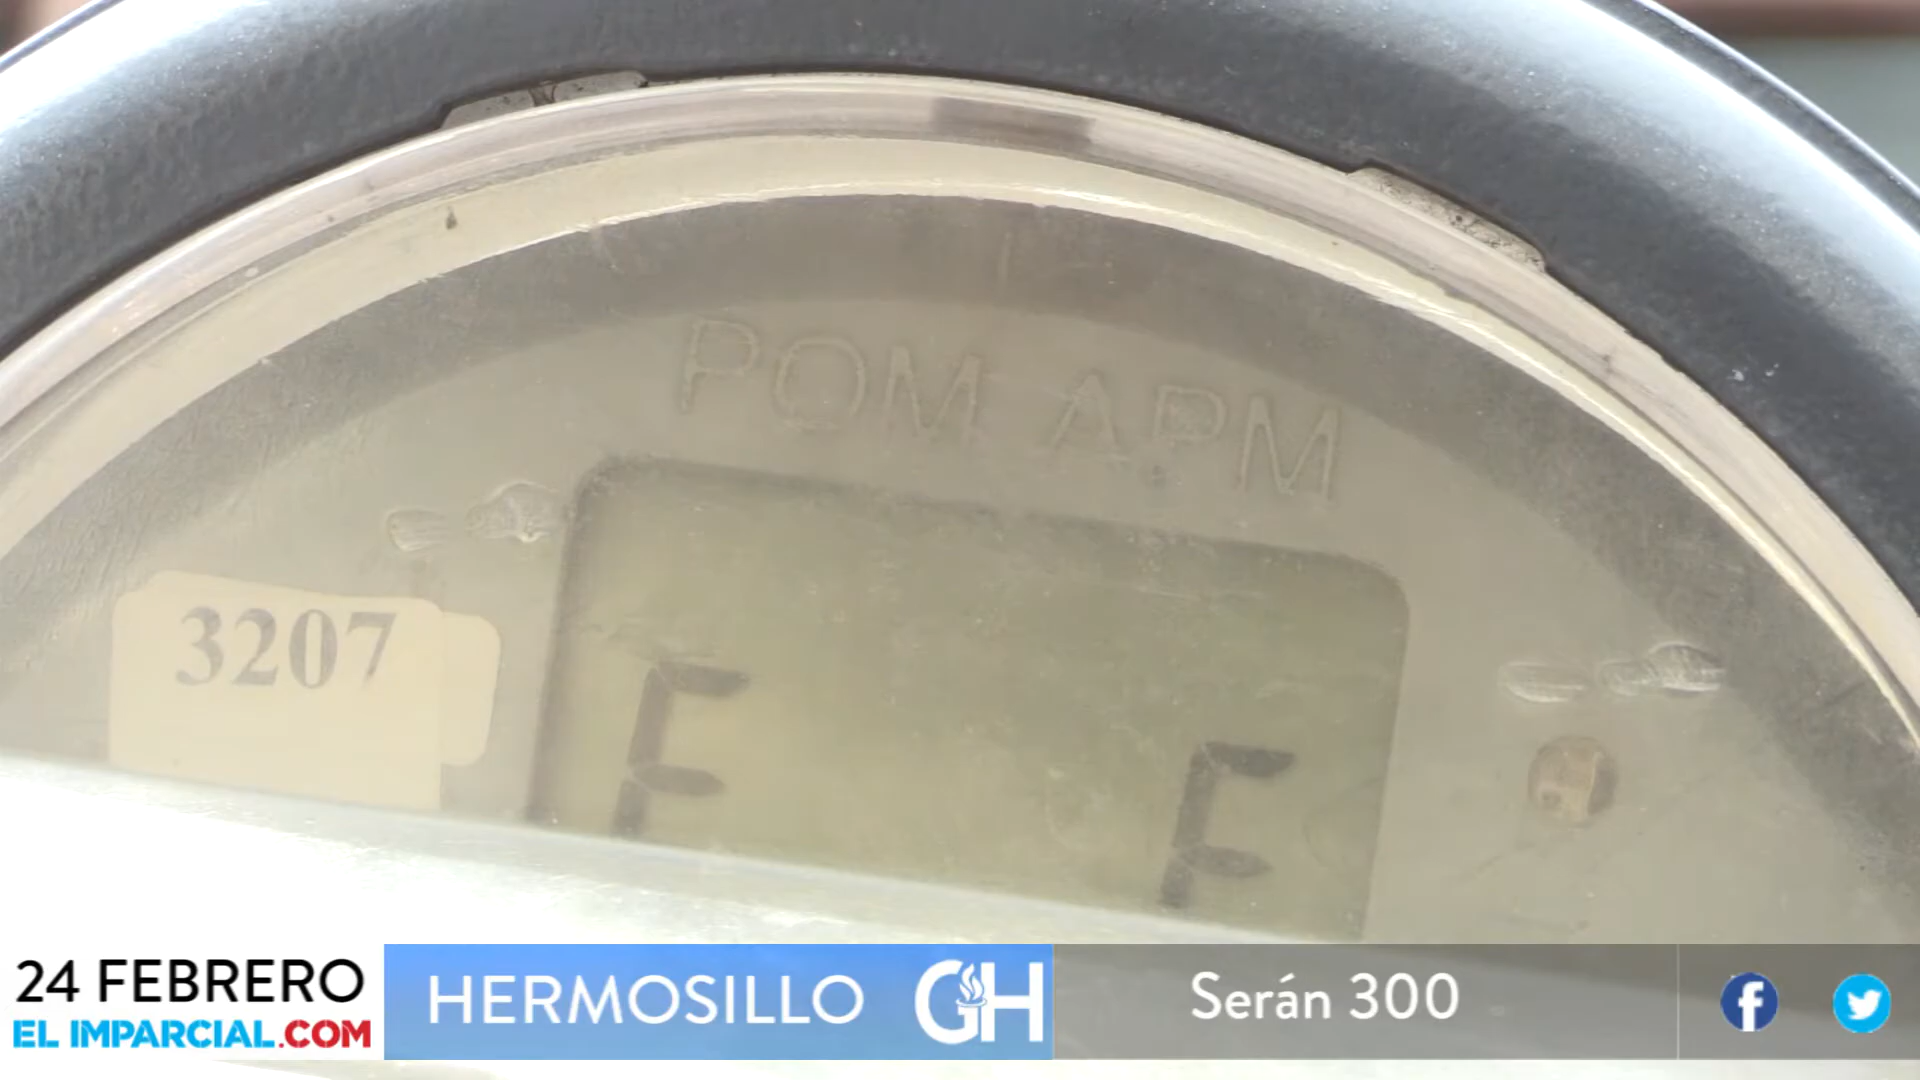 POM APM
3207
F F
24 FEBRERO
EL IMPARCIAL.COM
HERMOSILLO
GH
Serán 300